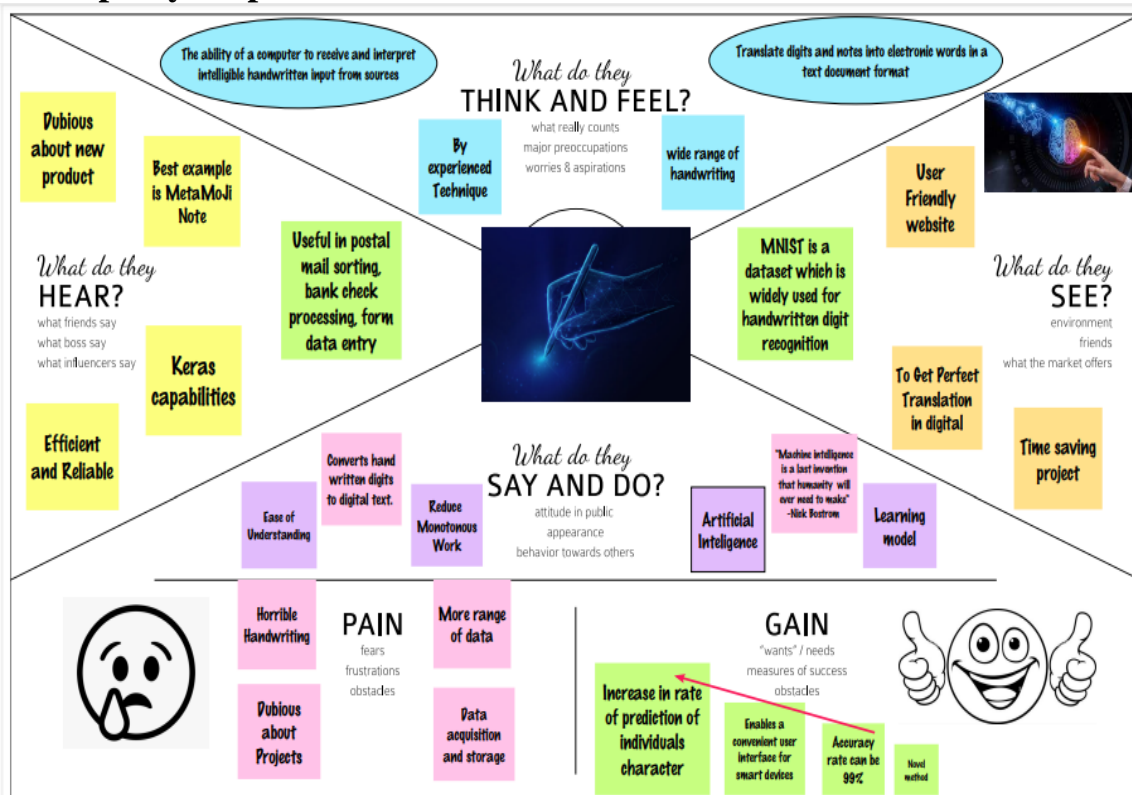 The ability of a computer to receive and interpret
intelligible handwritten input from sources
Translate digits and notes into electronic words in a
text document format
What do they
THINK AND FEEL?
what really counts
major preoccupations
worries & aspirations
By
experienced
Technique
wide range of
handwriting
Dubious
about new
product
Best example
is MetaMoJi
Note
What do they
HEAR?
what friends say
what boss say
what influencers say
Keras
capabilities
Efficient
and Reliable
Useful in postal
mail sorting,
bank check
processing, form
data entry
MNIST is a
dataset which is
widely used for
handwritten digit
recognition
User
Friendly
website
What do they
SEE?
environment
friends
what the market offers
To Get Perfect
Translation
in digital
Time saving
project
What do they
SAY AND DO?
attitude in public
appearance
behavior towards others
Ease of
Understanding
Converts hand
written digits
to digital text.
Reduce
Monotonous
Work
Artificial
Inteligence
"Machine intelligence
is a last invention
that humanity will
ever need to make"
-Nick Bostrom
Learning
model
PAIN
fears
frustrations
obstacles
Horrible
Handwriting
More range
of data
Dubious
about
Projects
Data
acquisition
and storage
GAIN
"wants" / needs
measures of success
obstacles
Increase in rate
of prediction of
individuals
character
Enables a
convenient user
interface for
smart devices
Accuracy
rate can be
99%
Novel
method